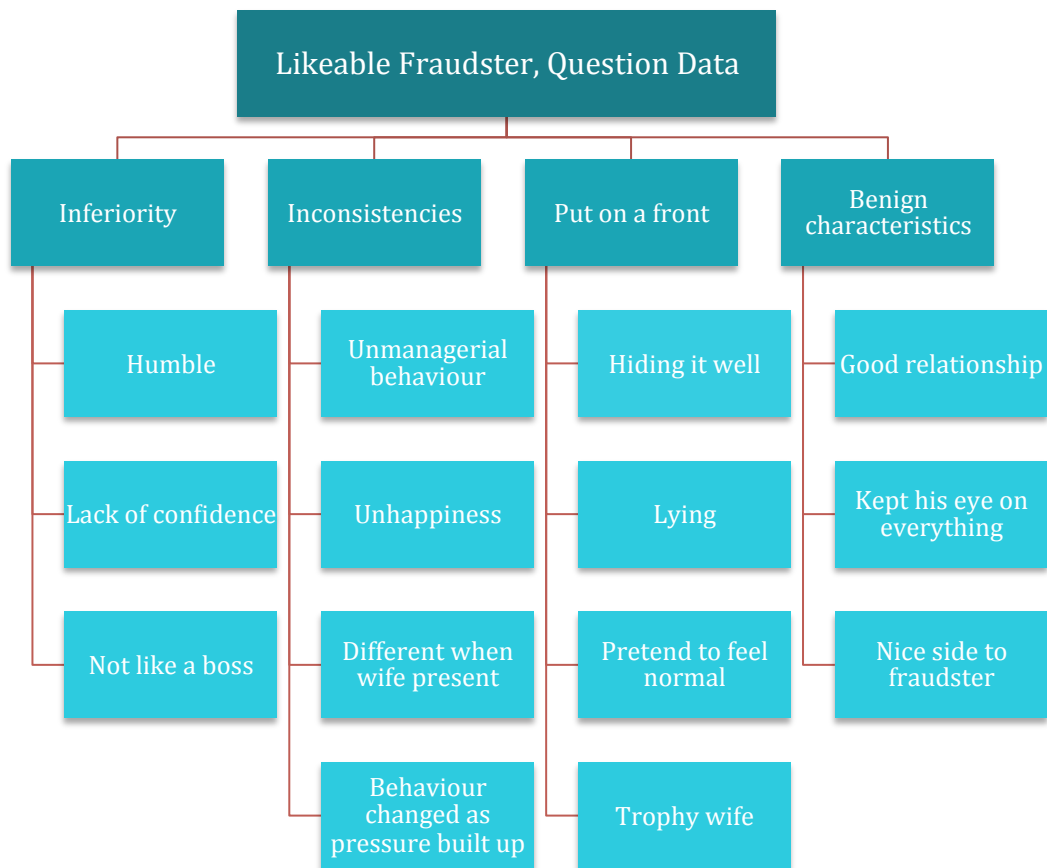 Likeable Fraudster, Question Data
Inferiority
Humble
Lack of confidence
Not like a boss
Inconsistencies
Unmanagerial
behaviour
Unhappiness
Different when
wife present
Behaviour
changed as
pressure built up
Put on a front
Hiding it well
Lying
Pretend to feel
normal
Trophy wife
Benign
characteristics
Good relationship
Kept his eye on
everything
Nice side to
fraudster